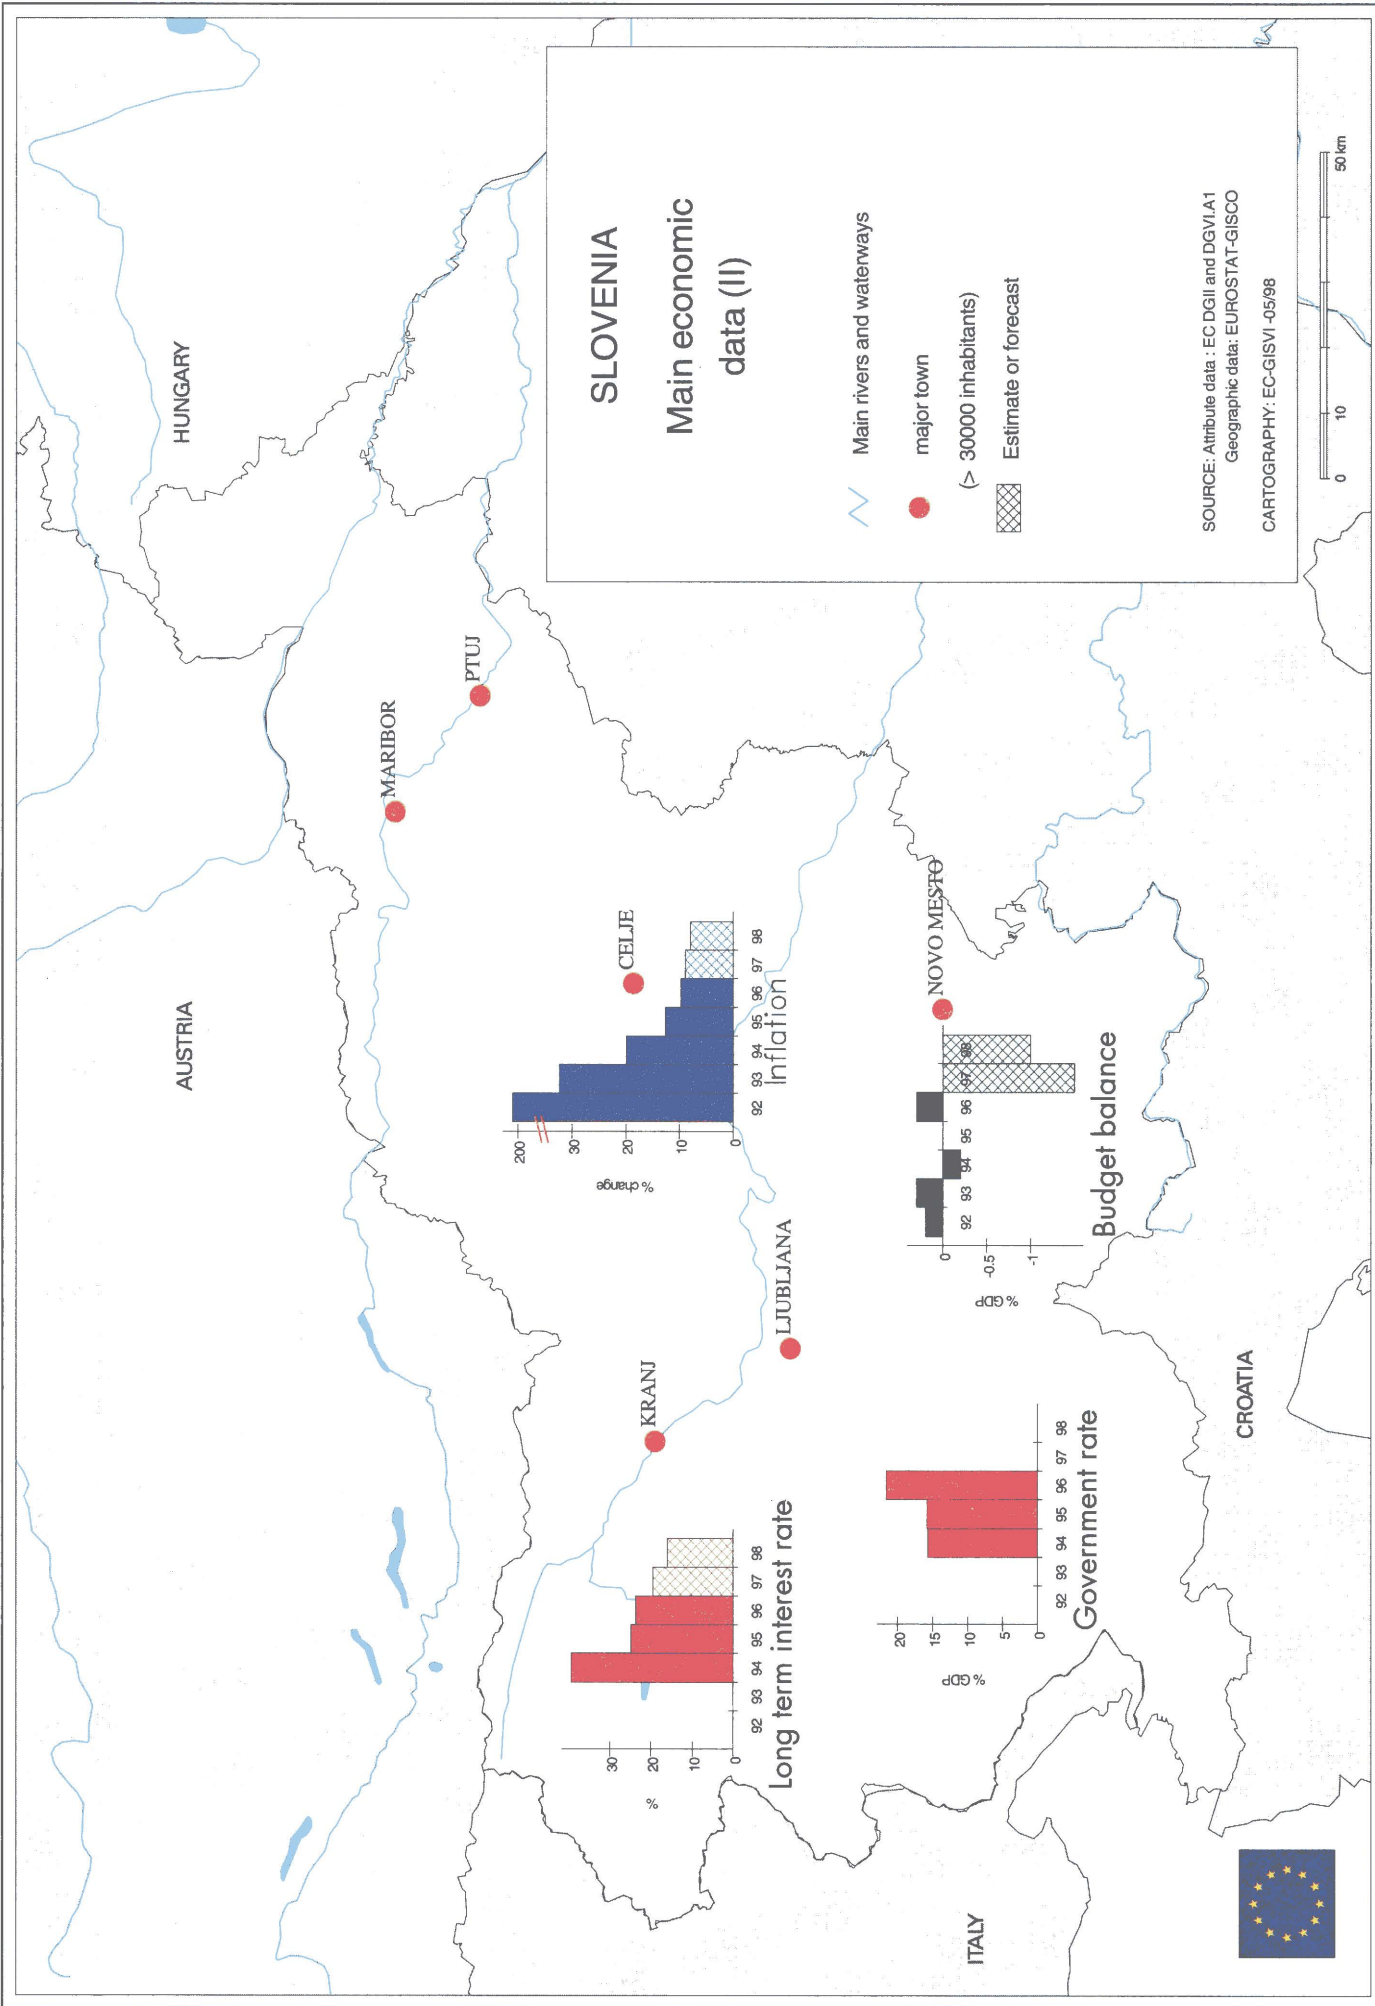 SLOVENIA
Main economic
data (II)
Main rivers and waterways
major town
(> 30000 inhabitants)
Estimate or forecast
SOURCE: Attribute data : EC DGII and DGVI.A1
Geographic data: EUROSTAT-GISCO
CARTOGRAPHY: EC-GISVI -05/98
0 10 50 km
HUNGARY
AUSTRIA
ITALY
CROATIA
MARIBOR
PTUJ
CELJE
KRANJ
LJUBLJANA
NOVO MESTO
% change
200
30
20
10
0
92 93 94 95 96 97 98
Inflation
%
30
20
10
0
92 93 94 95 96 97 98
Long term interest rate
% GDP
0
-0.5
-1
92 93 94 95 96 97 98
Budget balance
% GDP
20
15
10
5
0
92 93 94 95 96 97 98
Government rate